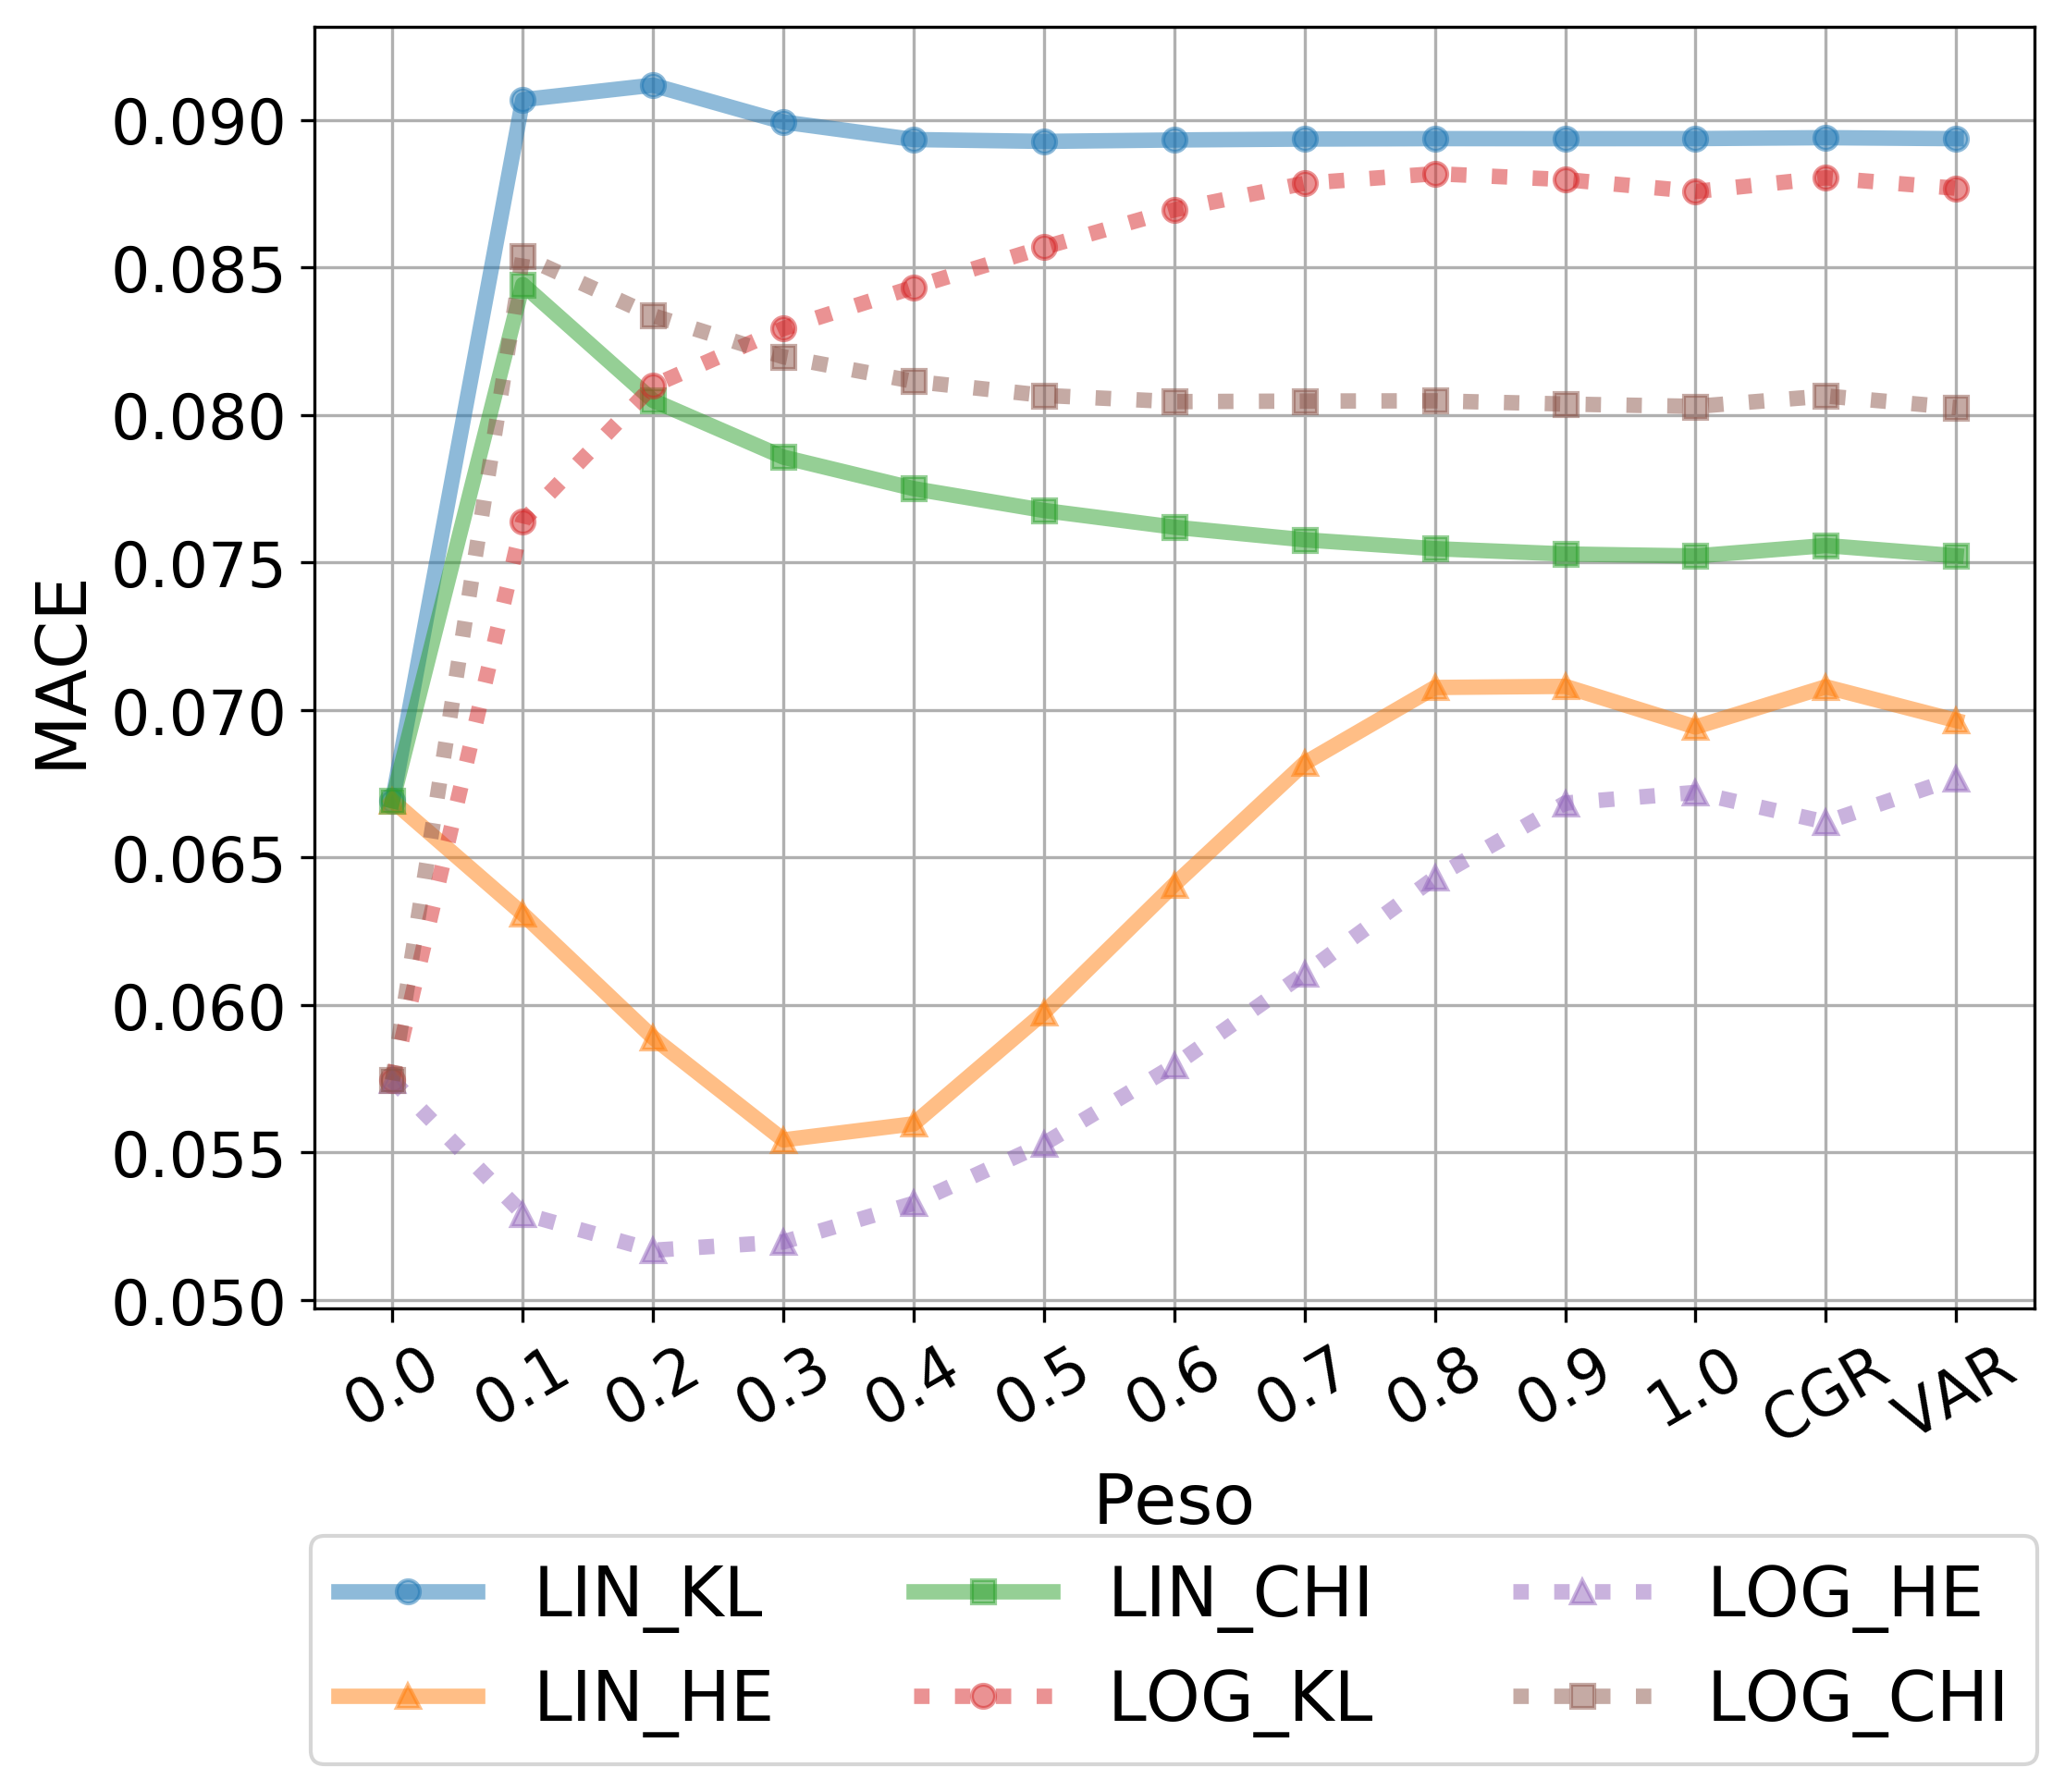 0.090
0.085
0.080
0.075
0.070
0.065
0.060
0.055
0.050
MACE
0.0 0.1 0.2 0.3 0.4 0.5 0.6 0.7 0.8 0.9 1.0 CGR VAR
Peso
LIN_KL LIN_CHI LOG_HE
LIN_HE LOG_KL LOG_CHI